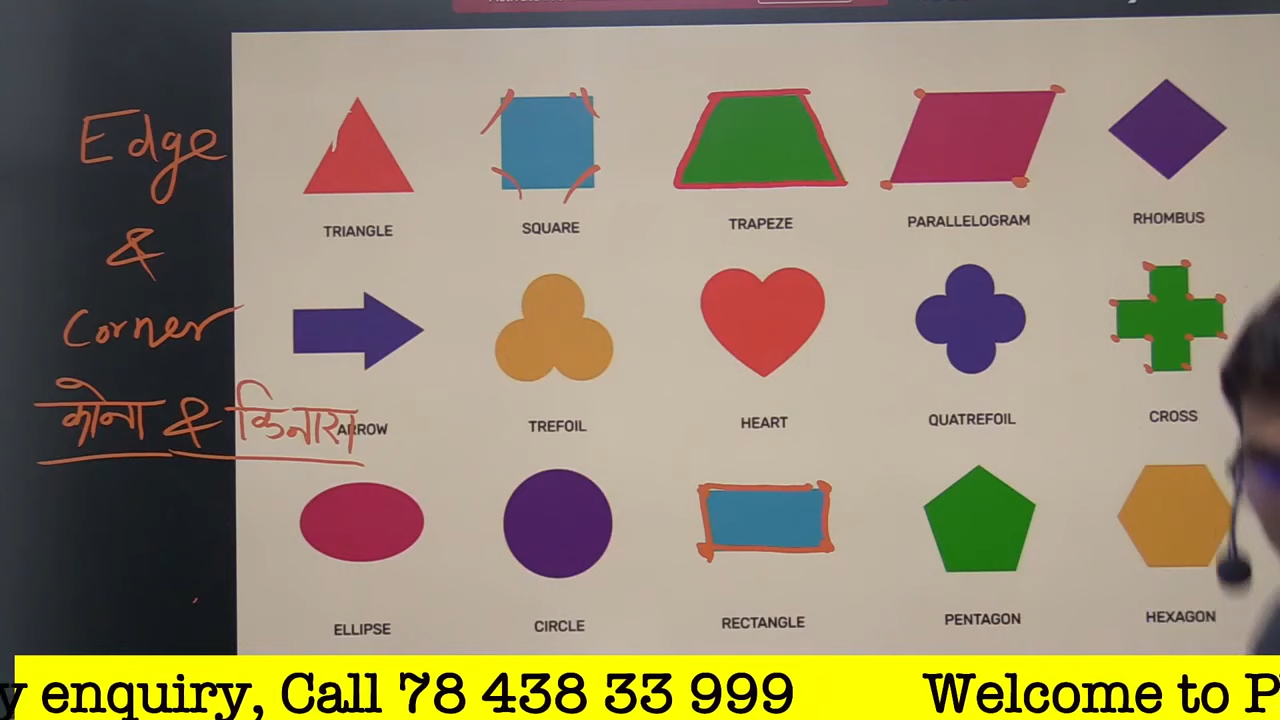 Edge
&
Corner
कोना & किनारा
TRIANGLE
SQUARE
TRAPEZE
PARALLELOGRAM
RHOMBUS
ARROW
TREFOIL
HEART
QUATREFOIL
CROSS
ELLIPSE
CIRCLE
RECTANGLE
PENTAGON
HEXAGON
y enquiry, Call 78 438 33 999 Welcome to P